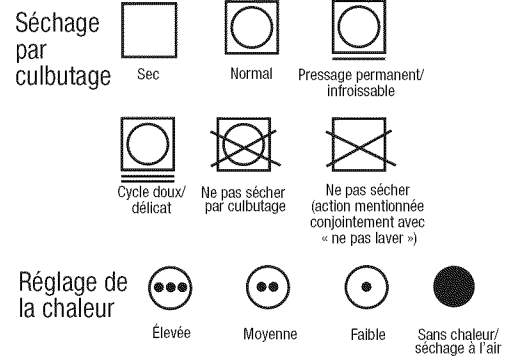 Séchage
par
culbutage
Sec
Normal
Pressage permanent/
infroissable
Cycle doux/
délicat
Ne pas sécher
par culbutage
Ne pas sécher
(action mentionnée
conjointement avec
« ne pas laver »)
Réglage de
la chaleur
Élevée
Moyenne
Faible
Sans chaleur/
séchage à l'air